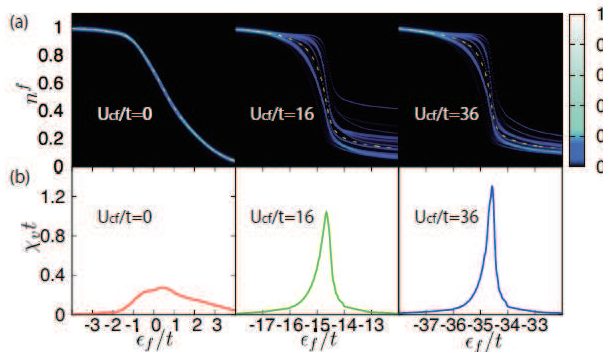 (a)
n^f
1
0.8
0.6
0.4
0.2
0
Ucf/t=0
Ucf/t=16
Ucf/t=36
1
0
0
0
0
0
(b)
χ_v t
1.2
0.8
0.4
0
Ucf/t=0
Ucf/t=16
Ucf/t=36
-3 -2 -1 0 1 2 3
-17 -16 -15 -14 -13
-37 -36 -35 -34 -33
ϵ_f/t
ϵ_f/t
ϵ_f/t